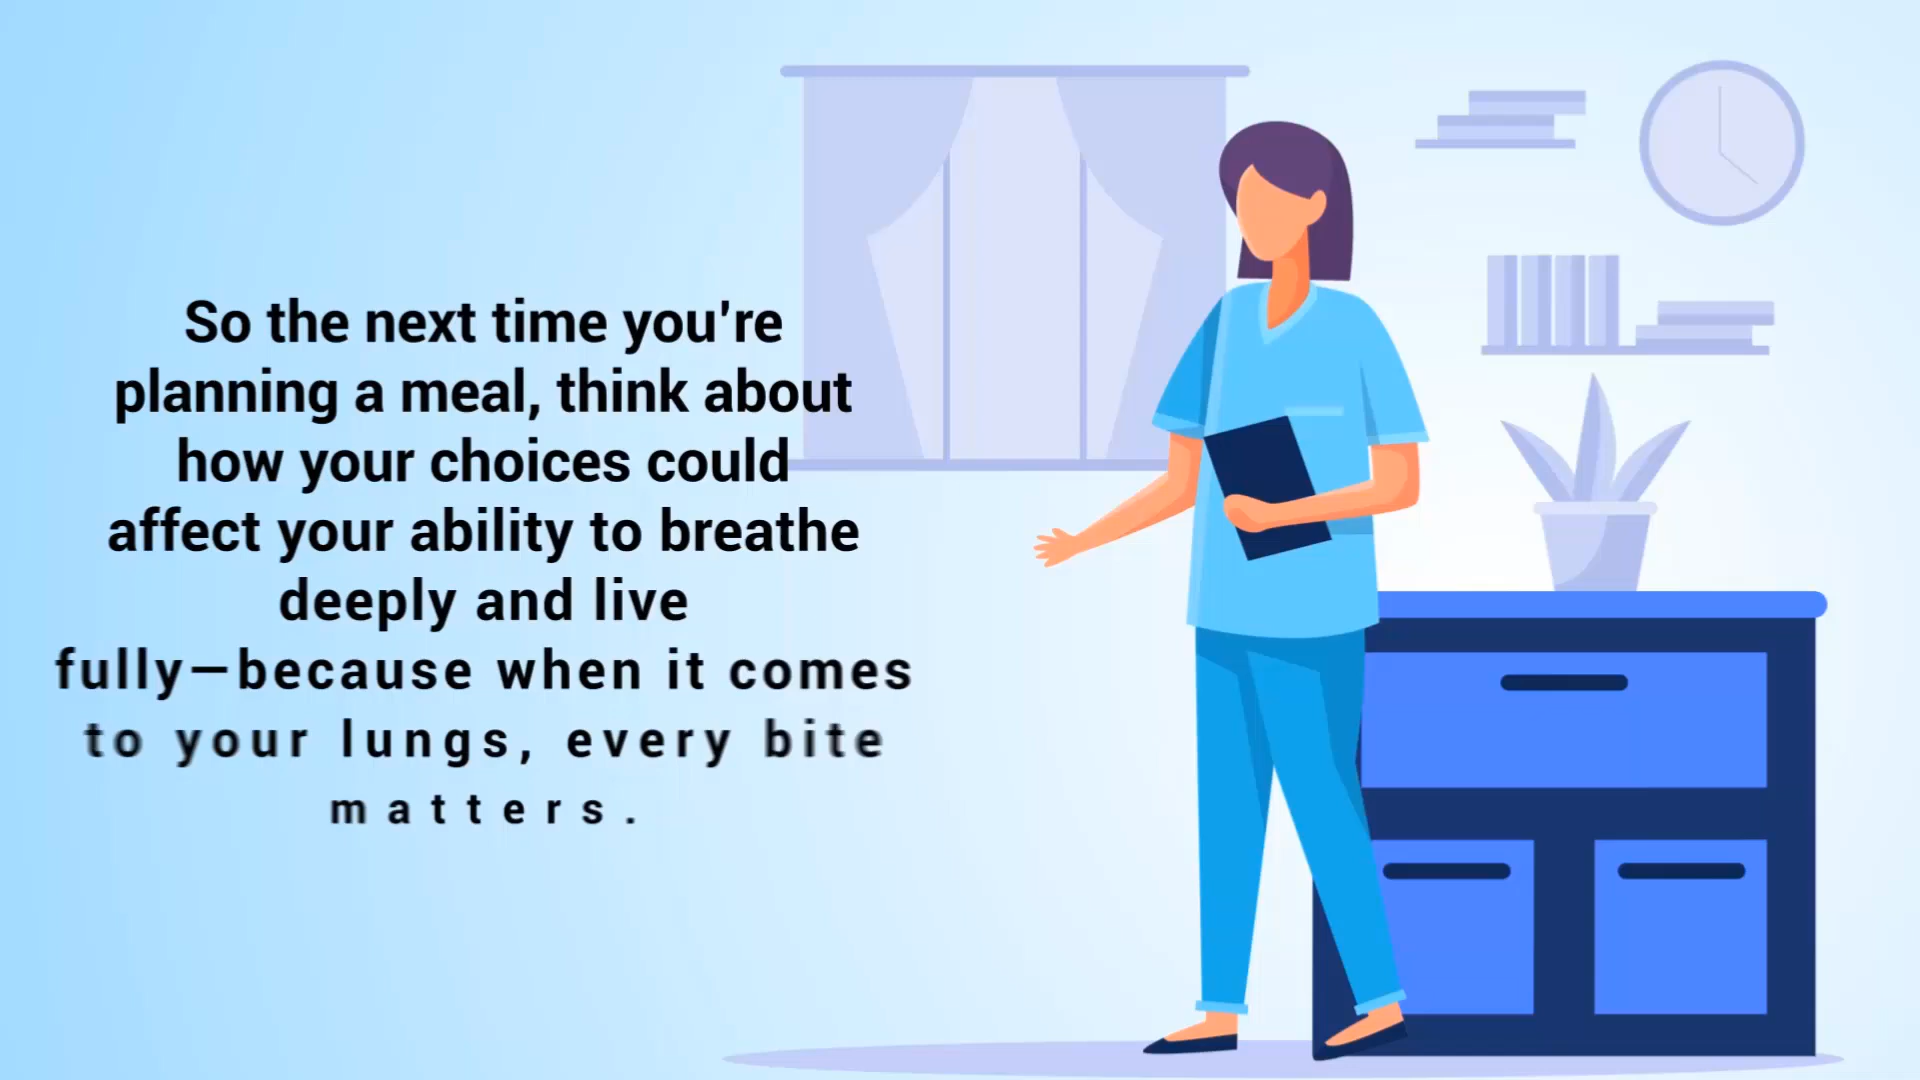 So the next time you're
planning a meal, think about
how your choices could
affect your ability to breathe
deeply and live
fully—because when it comes
to your lungs, every bite
matters.